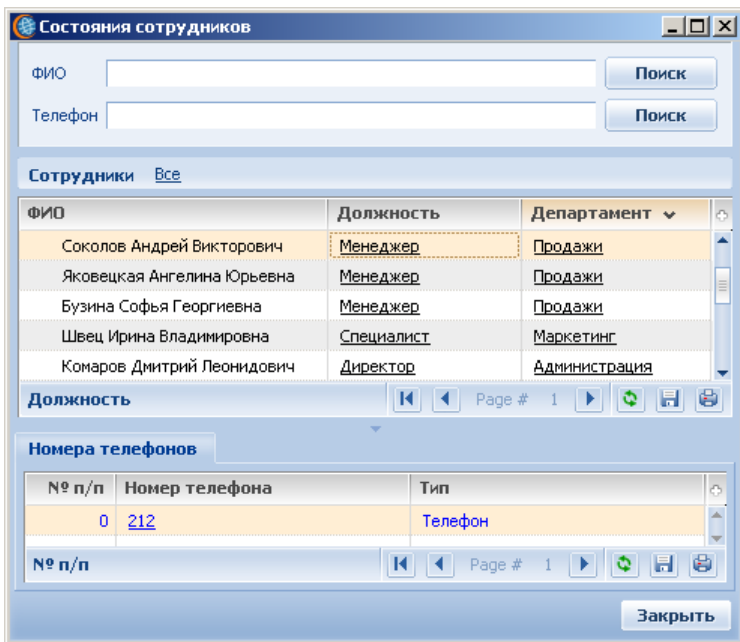 Состояния сотрудников
ФИО Поиск
Телефон Поиск
Сотрудники Все
ФИО Должность Департамент
Соколов Андрей Викторович Менеджер Продажи
Яковецкая Ангелина Юрьевна Менеджер Продажи
Бузина Софья Георгиевна Менеджер Продажи
Швец Ирина Владимировна Специалист Маркетинг
Комаров Дмитрий Леонидович Директор Администрация
Должность Page # 1
Номера телефонов
№ п/п Номер телефона Тип
0 212 Телефон
№ п/п Page # 1
Закрыть